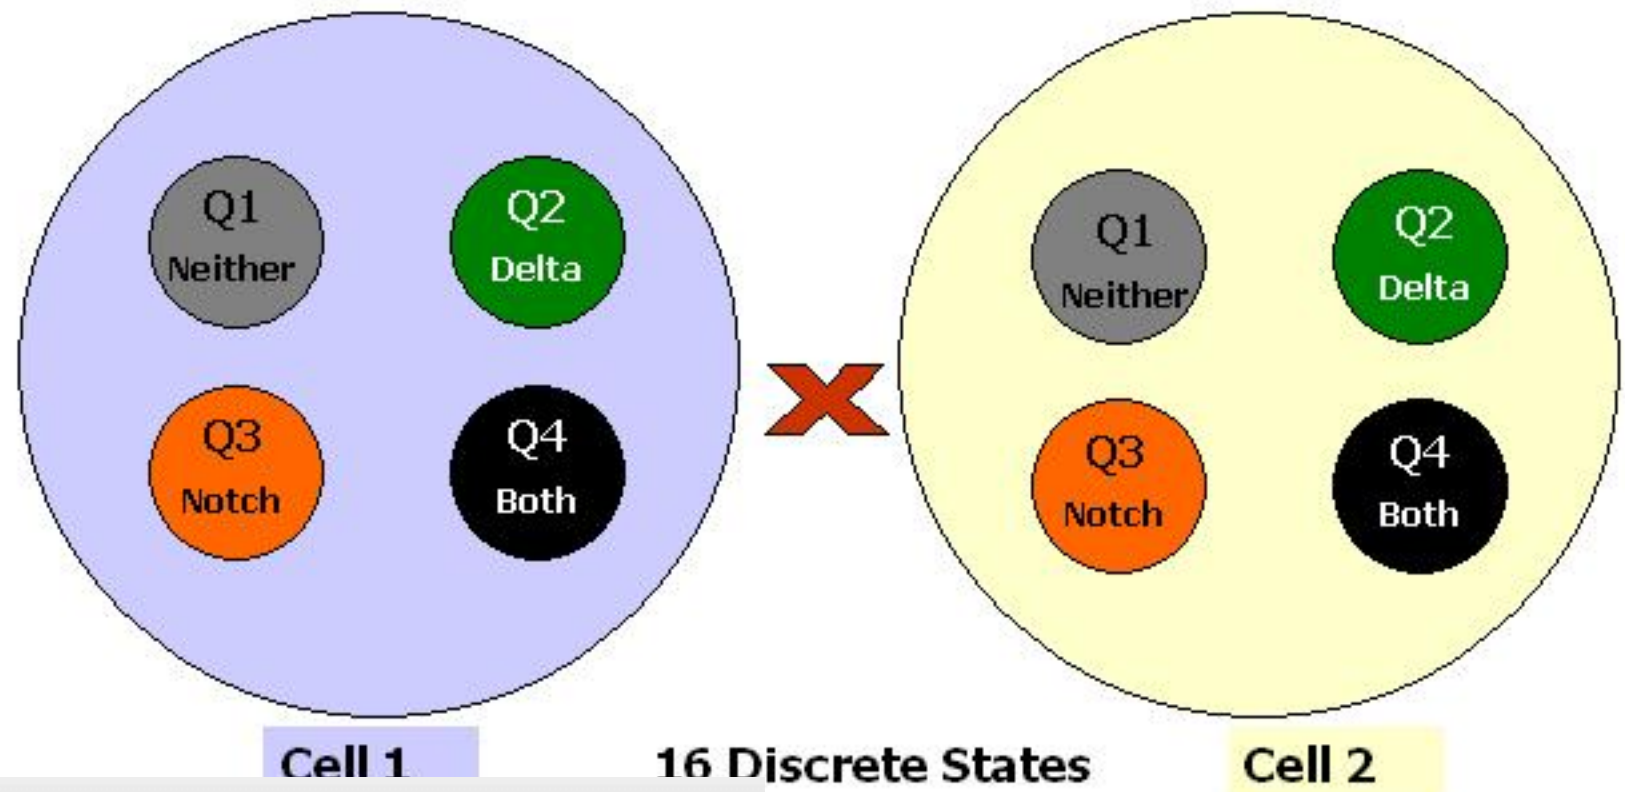 Q1
Neither
Q2
Delta
Q3
Notch
Q4
Both
X
Q1
Neither
Q2
Delta
Q3
Notch
Q4
Both
Cell 1
16 Discrete States
Cell 2